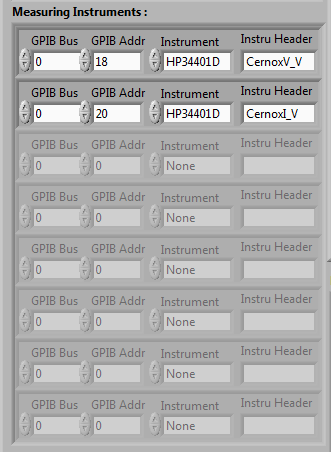 Measuring Instruments :
GPIB Bus GPIB Addr Instrument Instru Header
0 18 HP34401D CernoxV_V
GPIB Bus GPIB Addr Instrument Instru Header
0 20 HP34401D CernoxI_V
GPIB Bus GPIB Addr Instrument Instru Header
0 0 None
GPIB Bus GPIB Addr Instrument Instru Header
0 0 None
GPIB Bus GPIB Addr Instrument Instru Header
0 0 None
GPIB Bus GPIB Addr Instrument Instru Header
0 0 None
GPIB Bus GPIB Addr Instrument Instru Header
0 0 None
GPIB Bus GPIB Addr Instrument Instru Header
0 0 None